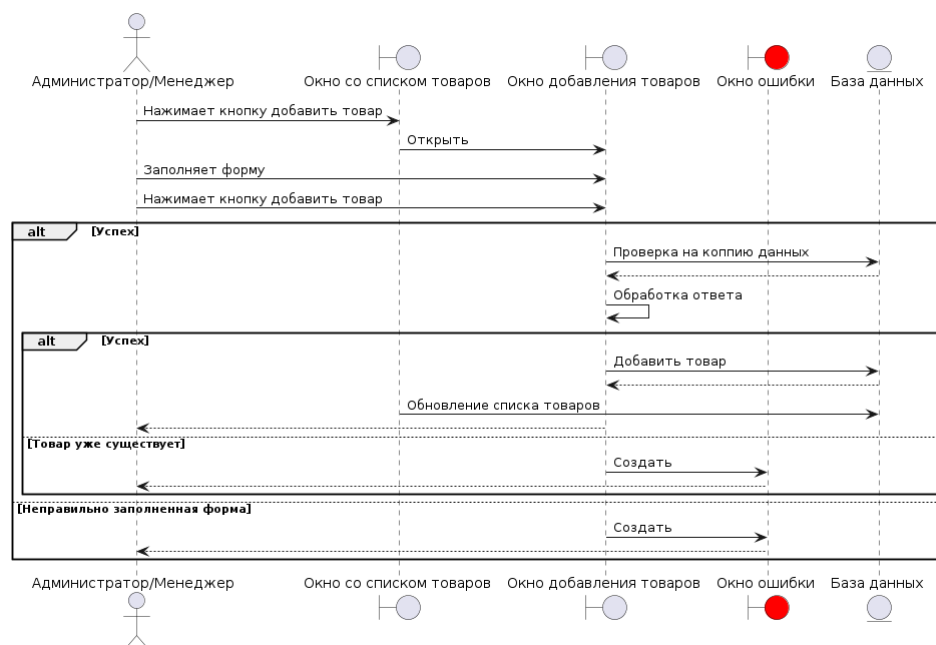 Администратор/Менеджер
Окно со списком товаров
Окно добавления товаров
Окно ошибки
База данных
Нажимает кнопку добавить товар
Открыть
Заполняет форму
Нажимает кнопку добавить товар
alt
[Успех]
Проверка на коппию данных
Обработка ответа
alt
[Успех]
Добавить товар
Обновление списка товаров
[Товар уже существует]
Создать
[Неправильно заполненная форма]
Создать
Администратор/Менеджер
Окно со списком товаров
Окно добавления товаров
Окно ошибки
База данных